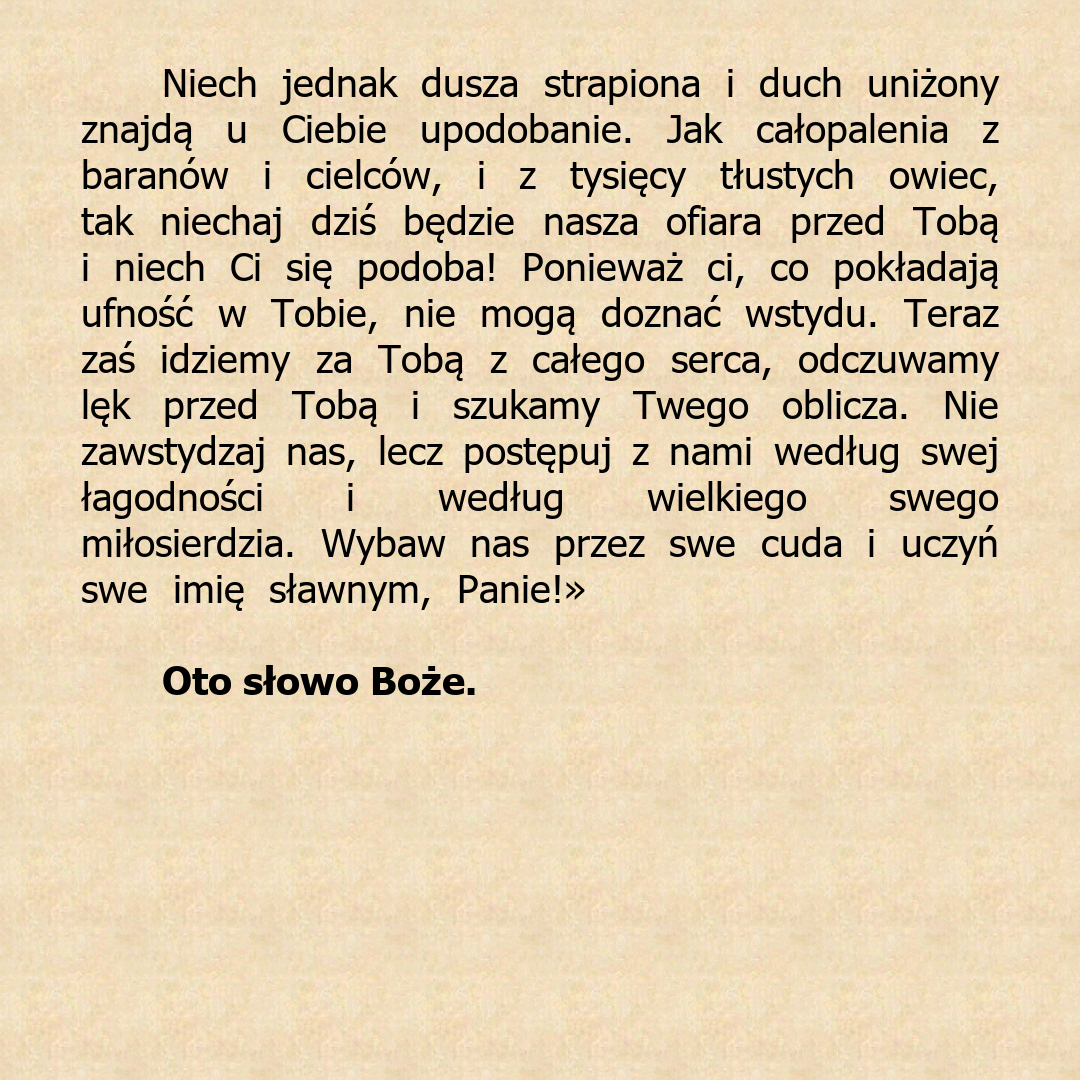 Niech jednak dusza strapiona i duch uniżony
znajdą u Ciebie upodobanie. Jak całopalenia z
baranów i cielców, i z tysięcy tłustych owiec,
tak niechaj dziś będzie nasza ofiara przed Tobą
i niech Ci się podoba! Ponieważ ci, co pokładają
ufność w Tobie, nie mogą doznać wstydu. Teraz
zaś idziemy za Tobą z całego serca, odczuwamy
lęk przed Tobą i szukamy Twego oblicza. Nie
zawstydzaj nas, lecz postępuj z nami według swej
łagodności i według wielkiego swego
miłosierdzia. Wybaw nas przez swe cuda i uczyń
swe imię sławnym, Panie!»
Oto słowo Boże.